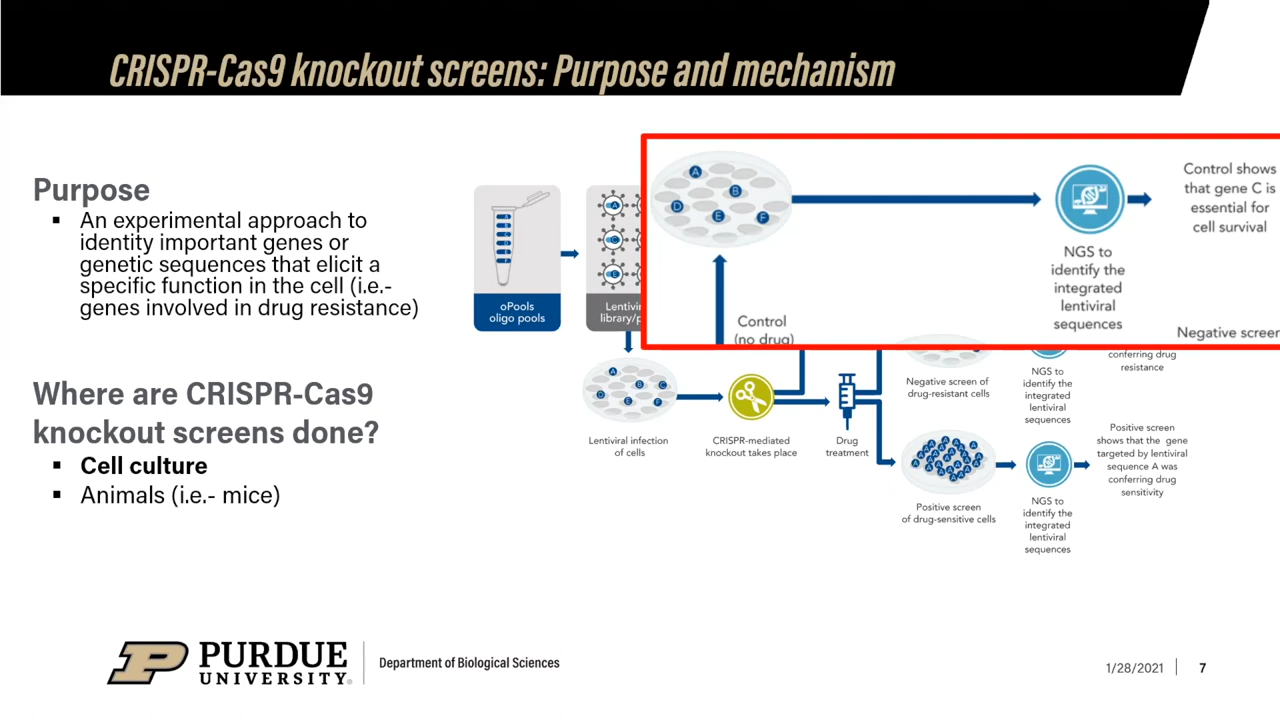 CRISPR-Cas9 knockout screens: Purpose and mechanism
Purpose
▪ An experimental approach to
identity important genes or
genetic sequences that elicit a
specific function in the cell (i.e.-
genes involved in drug resistance)
Where are CRISPR-Cas9
knockout screens done?
▪ Cell culture
▪ Animals (i.e.- mice)
A
B
C
D
E
F
oPools
oligo pools
A
C
E
Lentivir
library/p
A
B
D
E
F
Control
(no drug)
NGS to
identify the
integrated
lentiviral
sequences
Control shows
that gene C is
essential for
cell survival
Negative screen
A
B
C
D
E
F
Lentiviral infection
of cells
CRISPR-mediated
knockout takes place
Drug
treatment
Negative screen of
drug-resistant cells
NGS to
identify the
integrated
lentiviral
sequences
conferring drug
resistance
Positive screen
of drug-sensitive cells
NGS to
identify the
integrated
lentiviral
sequences
Positive screen
shows that the gene
targeted by lentiviral
sequence A was
conferring drug
sensitivity
P
PURDUE
UNIVERSITY®
Department of Biological Sciences
1/28/2021
7